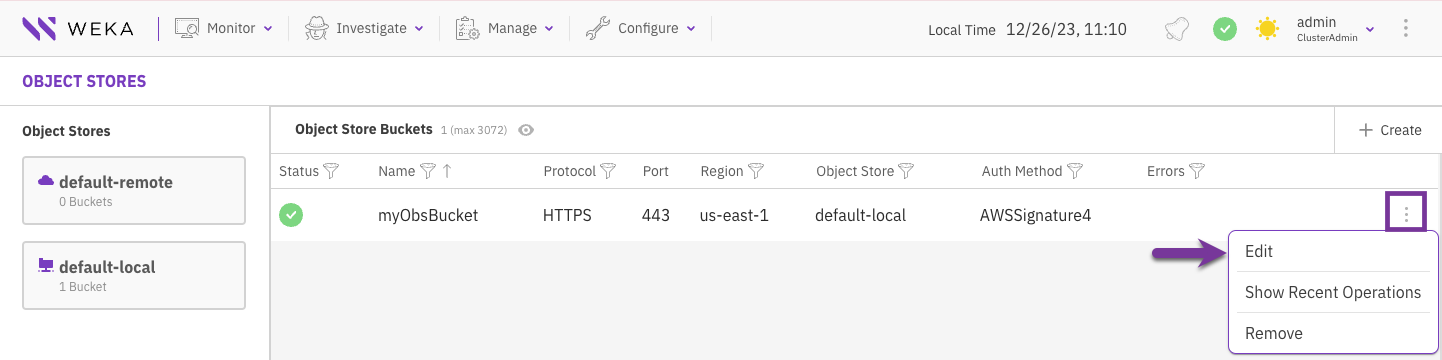 WEKA Monitor Investigate Manage Configure Local Time 12/26/23, 11:10 admin
ClusterAdmin
OBJECT STORES
Object Stores
default-remote
0 Buckets
default-local
1 Bucket
Object Store Buckets 1 (max 3072) Create
Status Name Protocol Port Region Object Store Auth Method Errors
myObsBucket HTTPS 443 us-east-1 default-local AWSSignature4
Edit
Show Recent Operations
Remove